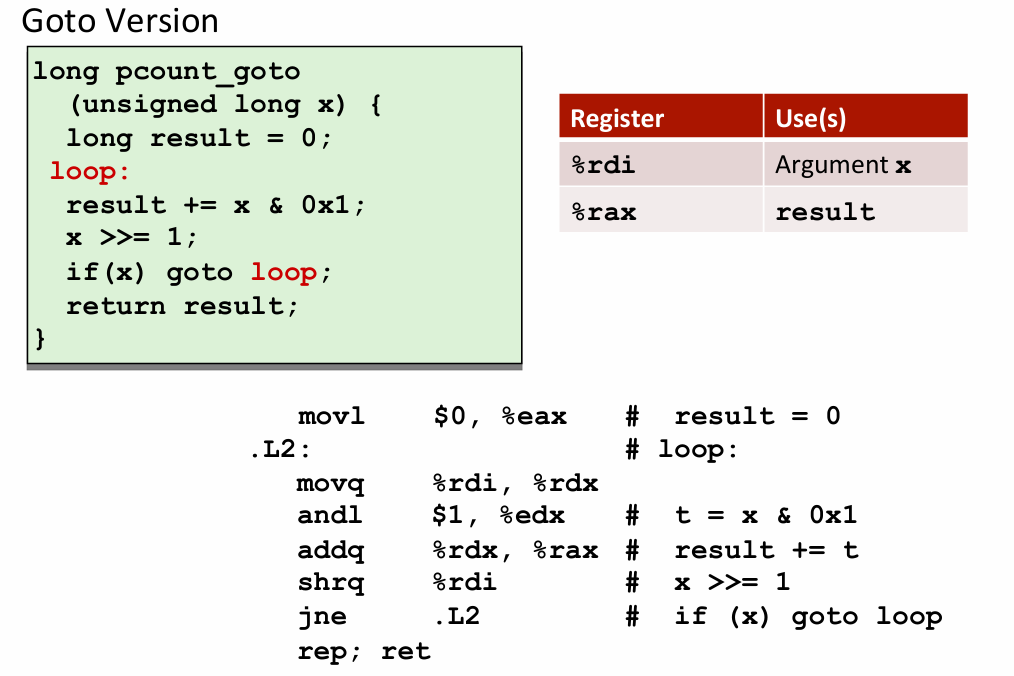 Goto Version
long pcount_goto
(unsigned long x) {
long result = 0;
loop:
result += x & 0x1;
x >>= 1;
if(x) goto loop;
return result;
}
Register Use(s)
%rdi Argument x
%rax result
movl $0, %eax # result = 0
.L2: # loop:
movq %rdi, %rdx
andl $1, %edx # t = x & 0x1
addq %rdx, %rax # result += t
shrq %rdi # x >>= 1
jne .L2 # if (x) goto loop
rep; ret